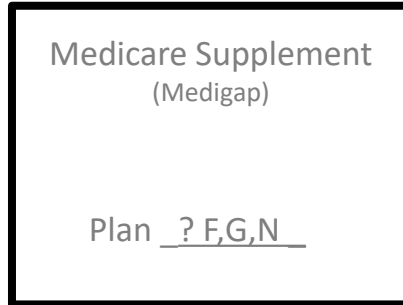 Medicare Supplement
(Medigap)
Plan _? F,G,N _